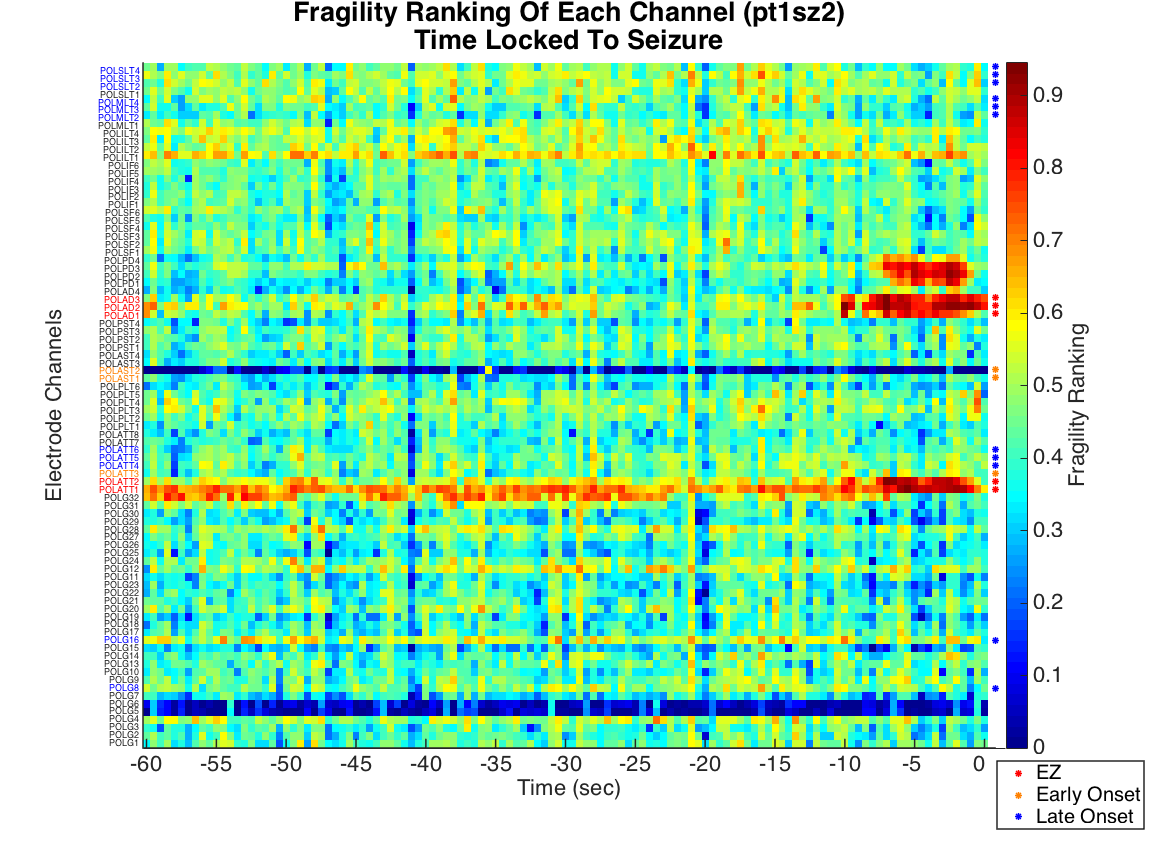 Fragility Ranking Of Each Channel (pt1sz2)
Time Locked To Seizure
Electrode Channels
POLSLT4
POLSLT3
POLSLT2
POLSLT1
POLMLT4
POLMLT3
POLMLT2
POLMLT1
POLILT4
POLILT3
POLILT2
POLILT1
POLIF6
POLIF5
POLIF4
POLIF3
POLIF2
POLIF1
POLSF6
POLSF5
POLSF4
POLSF3
POLSF2
POLSF1
POLPD4
POLPD3
POLPD2
POLPD1
POLAD4
POLAD3
POLAD2
POLAD1
POLPST4
POLPST3
POLPST2
POLPST1
POLAST4
POLAST3
POLAST2
POLAST1
POLPLT6
POLPLT5
POLPLT4
POLPLT3
POLPLT2
POLPLT1
POLATT8
POLATT7
POLATT6
POLATT5
POLATT4
POLATT3
POLATT2
POLATT1
POLG32
POLG31
POLG30
POLG29
POLG28
POLG27
POLG26
POLG25
POLG24
POLG12
POLG11
POLG23
POLG22
POLG21
POLG20
POLG19
POLG18
POLG17
POLG16
POLG15
POLG14
POLG13
POLG10
POLG9
POLG8
POLG7
POLG6
POLG5
POLG4
POLG3
POLG2
POLG1
-60 -55 -50 -45 -40 -35 -30 -25 -20 -15 -10 -5 0
Time (sec)
0.9
0.8
0.7
0.6
0.5
0.4
0.3
0.2
0.1
0
Fragility Ranking
EZ
Early Onset
Late Onset